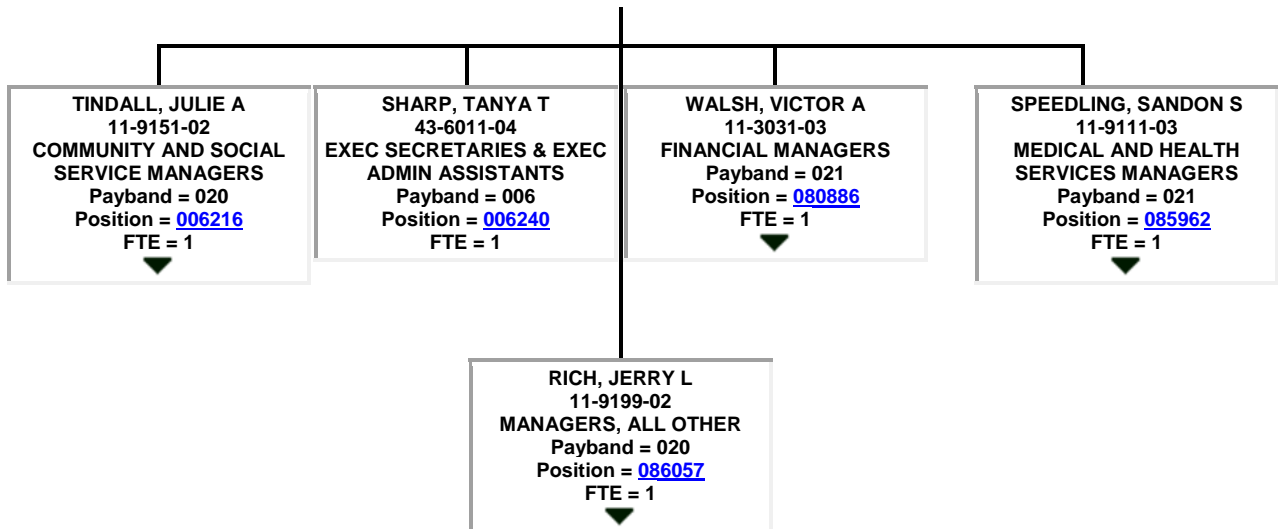 TINDALL, JULIE A
11-9151-02
COMMUNITY AND SOCIAL
SERVICE MANAGERS
Payband = 020
Position = 006216
FTE = 1
SHARP, TANYA T
43-6011-04
EXEC SECRETARIES & EXEC
ADMIN ASSISTANTS
Payband = 006
Position = 006240
FTE = 1
WALSH, VICTOR A
11-3031-03
FINANCIAL MANAGERS
Payband = 021
Position = 080886
FTE = 1
SPEEDLING, SANDON S
11-9111-03
MEDICAL AND HEALTH
SERVICES MANAGERS
Payband = 021
Position = 085962
FTE = 1
RICH, JERRY L
11-9199-02
MANAGERS, ALL OTHER
Payband = 020
Position = 086057
FTE = 1